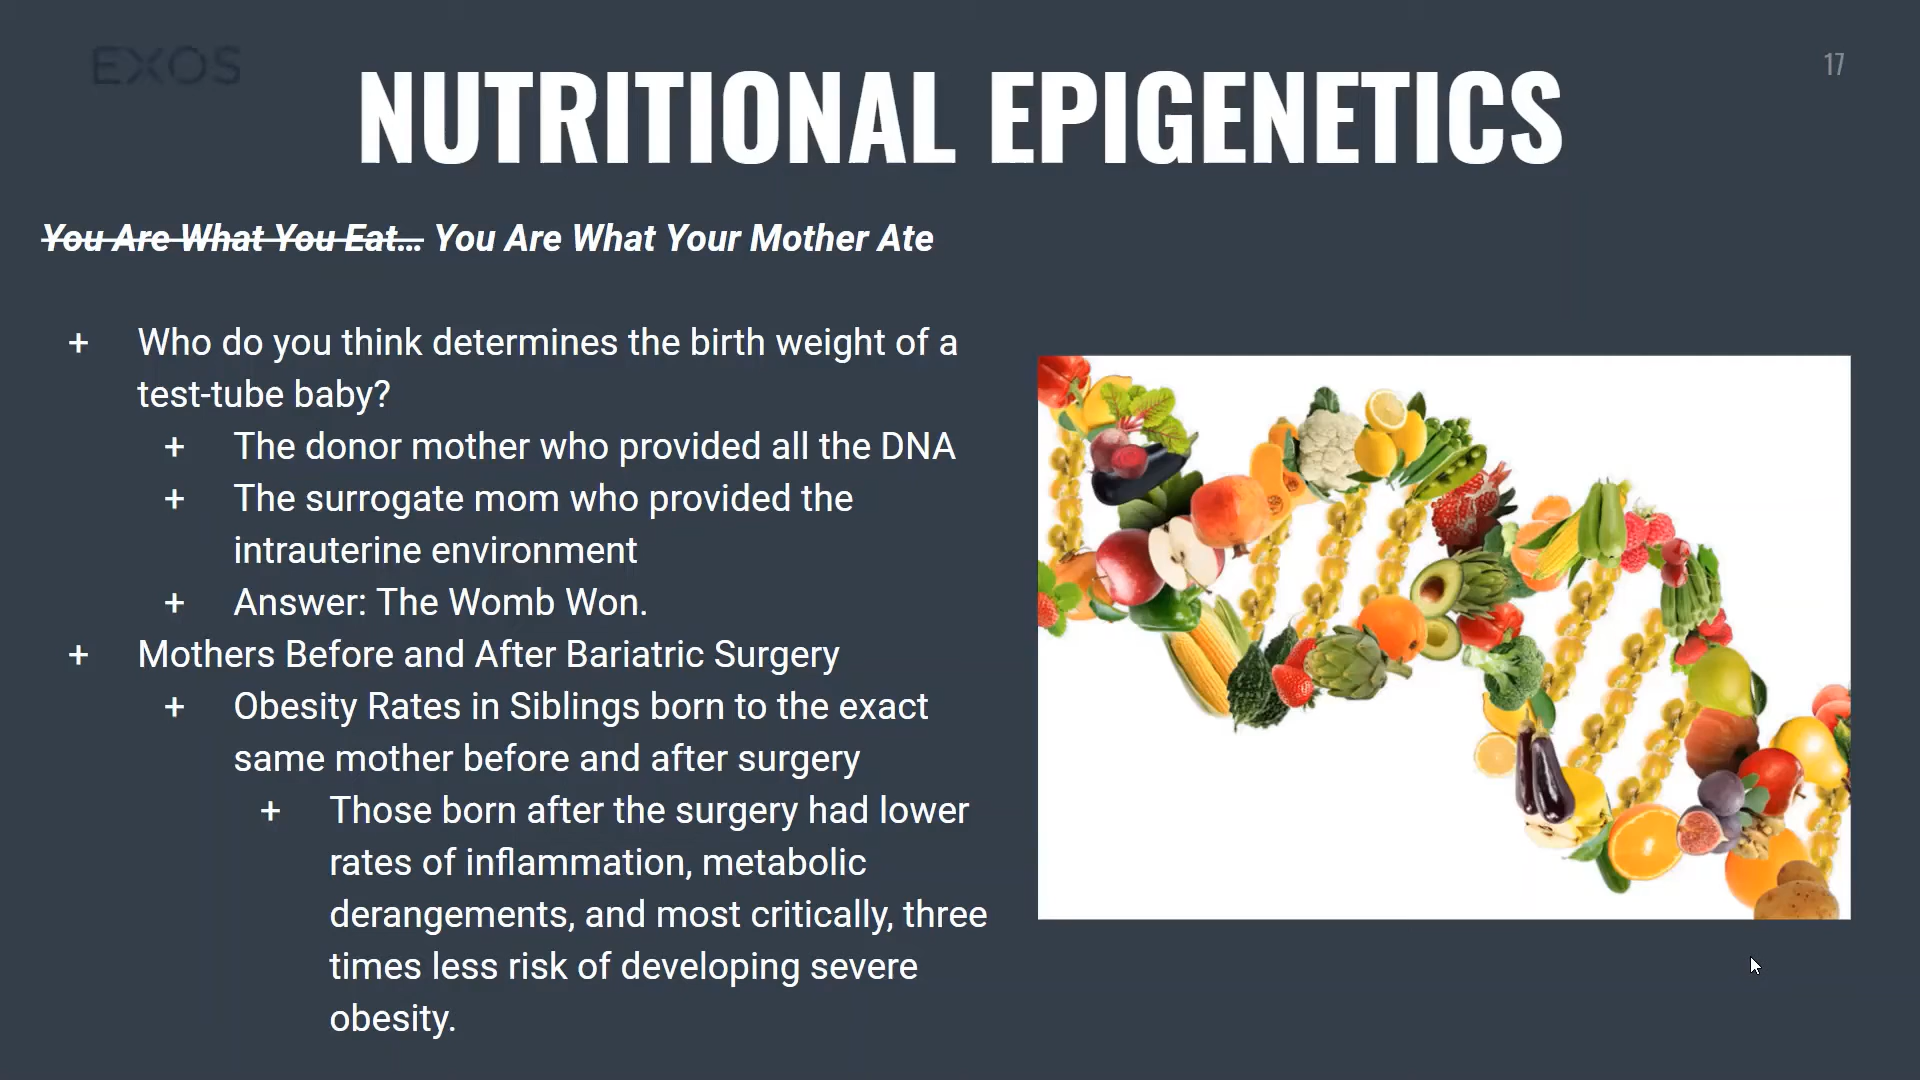 EXOS
17
NUTRITIONAL EPIGENETICS
You Are What You Eat... You Are What Your Mother Ate
+ Who do you think determines the birth weight of a
test-tube baby?
+ The donor mother who provided all the DNA
+ The surrogate mom who provided the
intrauterine environment
+ Answer: The Womb Won.
+ Mothers Before and After Bariatric Surgery
+ Obesity Rates in Siblings born to the exact
same mother before and after surgery
+ Those born after the surgery had lower
rates of inflammation, metabolic
derangements, and most critically, three
times less risk of developing severe
obesity.